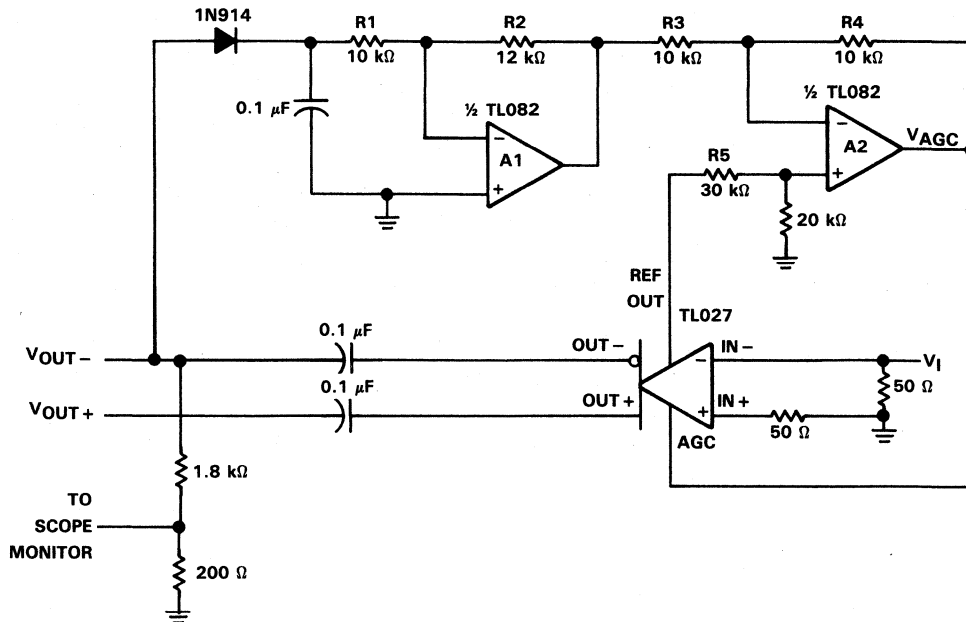 1N914
R1
10 kΩ
R2
12 kΩ
R3
10 kΩ
R4
10 kΩ
0.1 μF
½ TL082
−
A1
+
½ TL082
−
A2
+
VAGC
R5
30 kΩ
20 kΩ
REF
OUT
TL027
0.1 μF
VOUT−
OUT−
−
IN−
VI
0.1 μF
50 Ω
VOUT+
OUT+
+
IN+
50 Ω
AGC
1.8 kΩ
TO
SCOPE
MONITOR
200 Ω